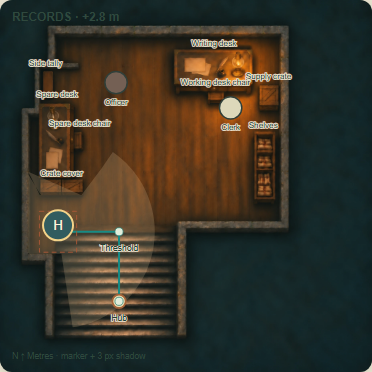 RECORDS · +2.8 m
Writing desk
Side tally
Working desk chair
Supply crate
Spare desk
Officer
Spare desk chair
Clerk
Shelves
Crate cover
H
Threshold
Hub
N ↑ Metres · marker + 3 px shadow